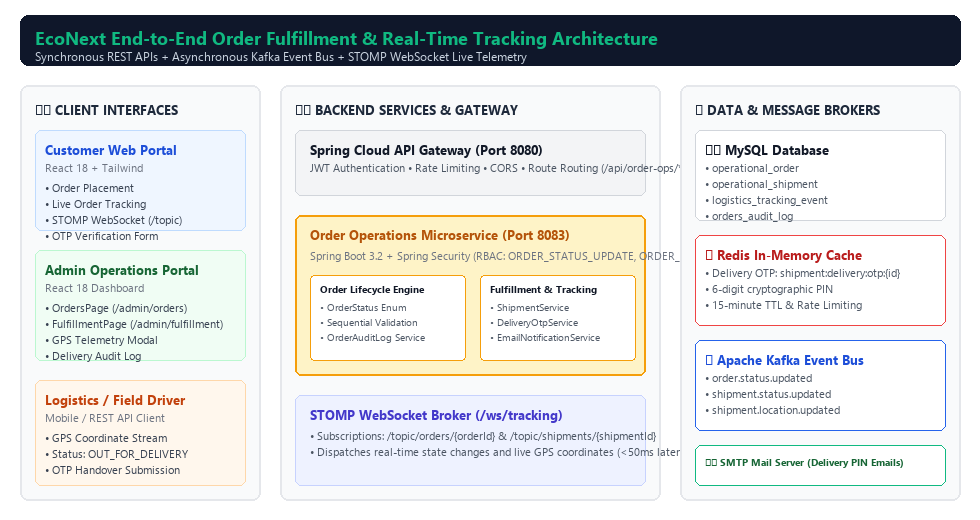 EcoNext End-to-End Order Fulfillment & Real-Time Tracking Architecture
Synchronous REST APIs + Asynchronous Kafka Event Bus + STOMP WebSocket Live Telemetry
CLIENT INTERFACES
Customer Web Portal
React 18 + Tailwind
• Order Placement
• Live Order Tracking
• STOMP WebSocket (/topic)
• OTP Verification Form
Admin Operations Portal
React 18 Dashboard
• OrdersPage (/admin/orders)
• FulfillmentPage (/admin/fulfillment)
• GPS Telemetry Modal
• Delivery Audit Log
Logistics / Field Driver
Mobile / REST API Client
• GPS Coordinate Stream
• Status: OUT_FOR_DELIVERY
• OTP Handover Submission
BACKEND SERVICES & GATEWAY
Spring Cloud API Gateway (Port 8080)
JWT Authentication • Rate Limiting • CORS • Route Routing (/api/order-ops/*
Order Operations Microservice (Port 8083)
Spring Boot 3.2 + Spring Security (RBAC: ORDER_STATUS_UPDATE, ORDER_
Order Lifecycle Engine
• OrderStatus Enum
• Sequential Validation
• OrderAuditLog Service
Fulfillment & Tracking
• ShipmentService
• DeliveryOtpService
• EmailNotificationService
STOMP WebSocket Broker (/ws/tracking)
• Subscriptions: /topic/orders/{orderId} & /topic/shipments/{shipmentId}
• Dispatches real-time state changes and live GPS coordinates (<50ms
DATA & MESSAGE BROKERS
MySQL Database
• operational_order
• operational_shipment
• logistics_tracking_event
• orders_audit_log
Redis In-Memory Cache
• Delivery OTP: shipment:delivery:otp:{id}
• 6-digit cryptographic PIN
• 15-minute TTL & Rate Limiting
Apache Kafka Event Bus
• order.status.updated
• shipment.status.updated
• shipment.location.updated
SMTP Mail Server (Delivery PIN Emails)